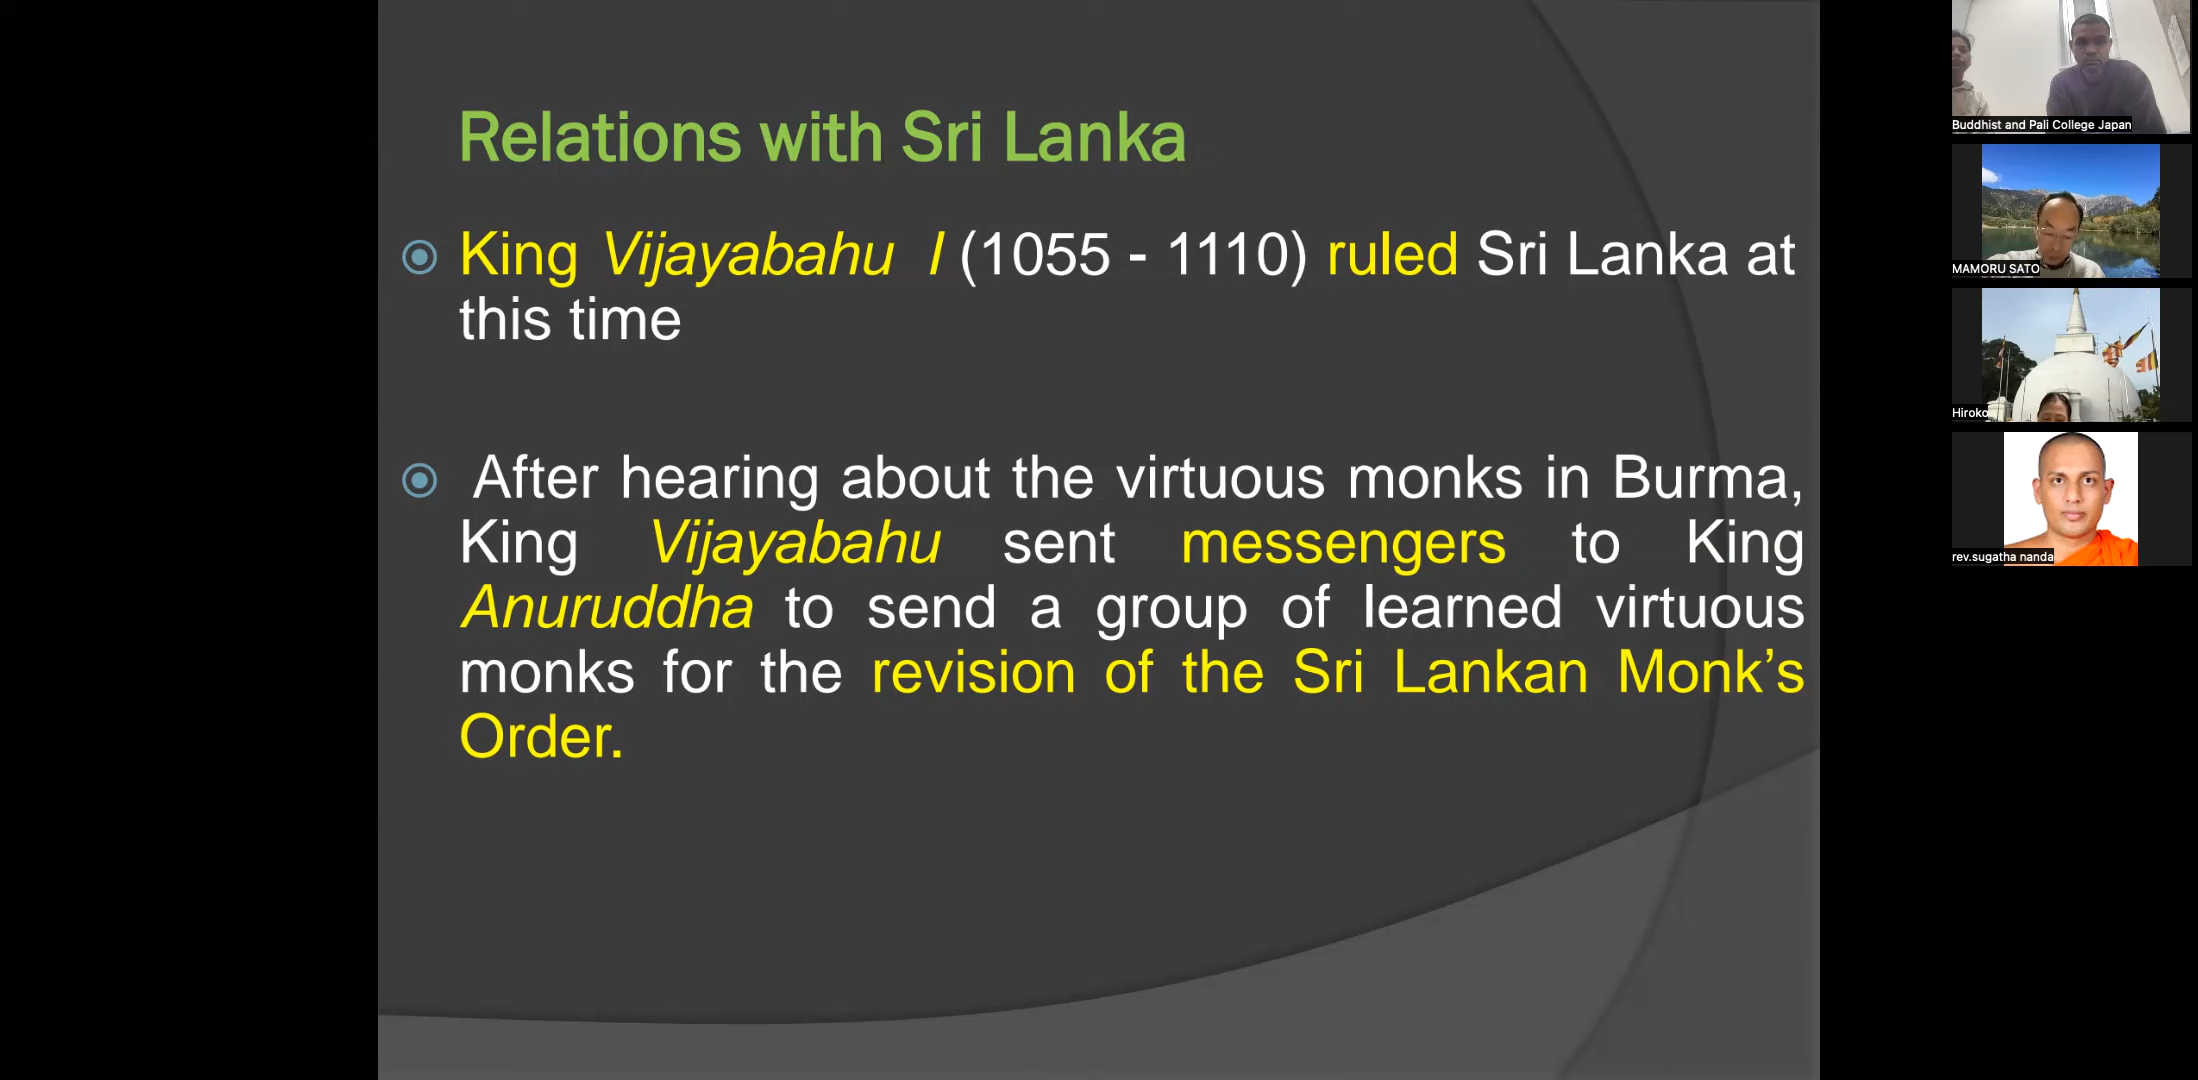 Relations with Sri Lanka
King Vijayabahu I (1055 - 1110) ruled Sri Lanka at
this time
After hearing about the virtuous monks in Burma,
King Vijayabahu sent messengers to King
Anuruddha to send a group of learned virtuous
monks for the revision of the Sri Lankan Monk’s
Order.
Buddhist and Pali College Japan
MAMORU SATO
Hiroko
rev.sugatha nanda